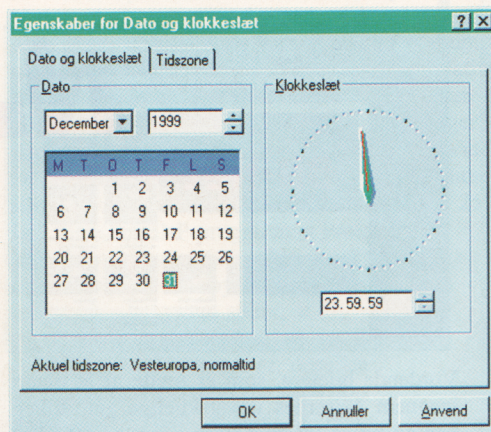 Egenskaber for Dato og klokkeslæt
Dato og klokkeslæt Tidszone
Dato
December 1999
M T O T F L S
1 2 3 4 5
6 7 8 9 10 11 12
13 14 15 16 17 18 19
20 21 22 23 24 25 26
27 28 29 30 31
Klokkeslæt
23.59.59
Aktuel tidszone: Vesteuropa, normaltid
OK Annuller Anvend